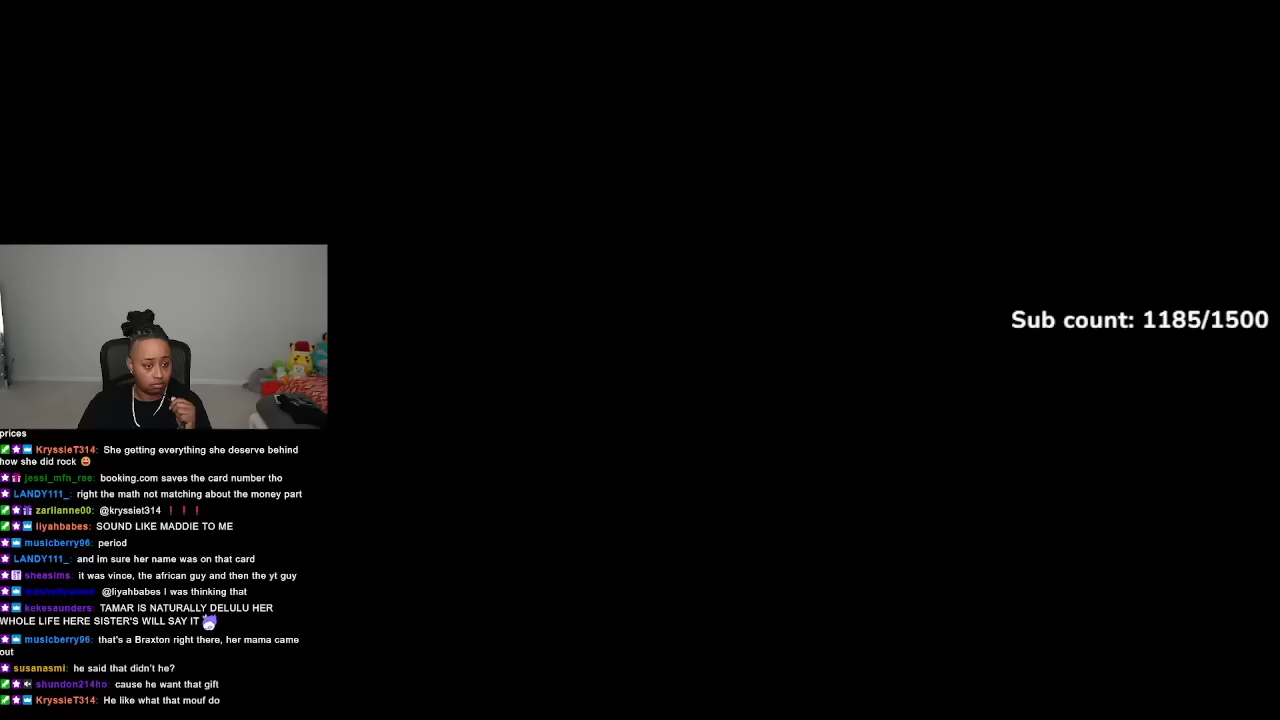 Sub count: 1185/1500
prices
KryssieT314: She getting everything she deserve behind
how she did rock
jessi_mfn_rae: booking.com saves the card number tho
LANDY111_: right the math not matching about the money part
zarlianne00: @kryssiet314
liyahbabes: SOUND LIKE MADDIE TO ME
musicberry96: period
LANDY111_: and im sure her name was on that card
sheasims: it was vince, the african guy and then the yt guy
@liyahbabes I was thinking that
kekesaunders: TAMAR IS NATURALLY DELULU HER
WHOLE LIFE HERE SISTER'S WILL SAY IT
musicberry96: that's a Braxton right there, her mama came
out
susanasmi: he said that didn't he?
shundon214ho: cause he want that gift
KryssieT314: He like what that mouf do